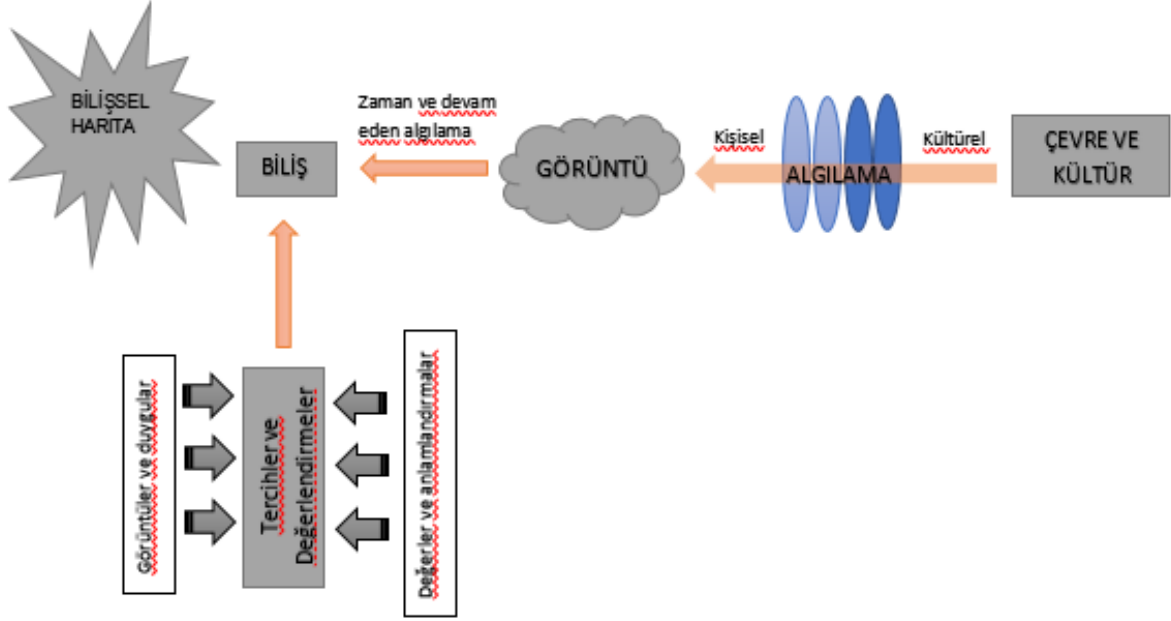 BİLİŞSEL
HARITA
BİLİŞ
Zaman ve devam
eden algılama
GÖRÜNTÜ
Kişisel
ALGILAMA
Kültürel
ÇEVRE VE
KÜLTÜR
Görüntüler ve duygular
Tercihler ve
Değerlendirmeler
Değerler ve anlamlandırmalar